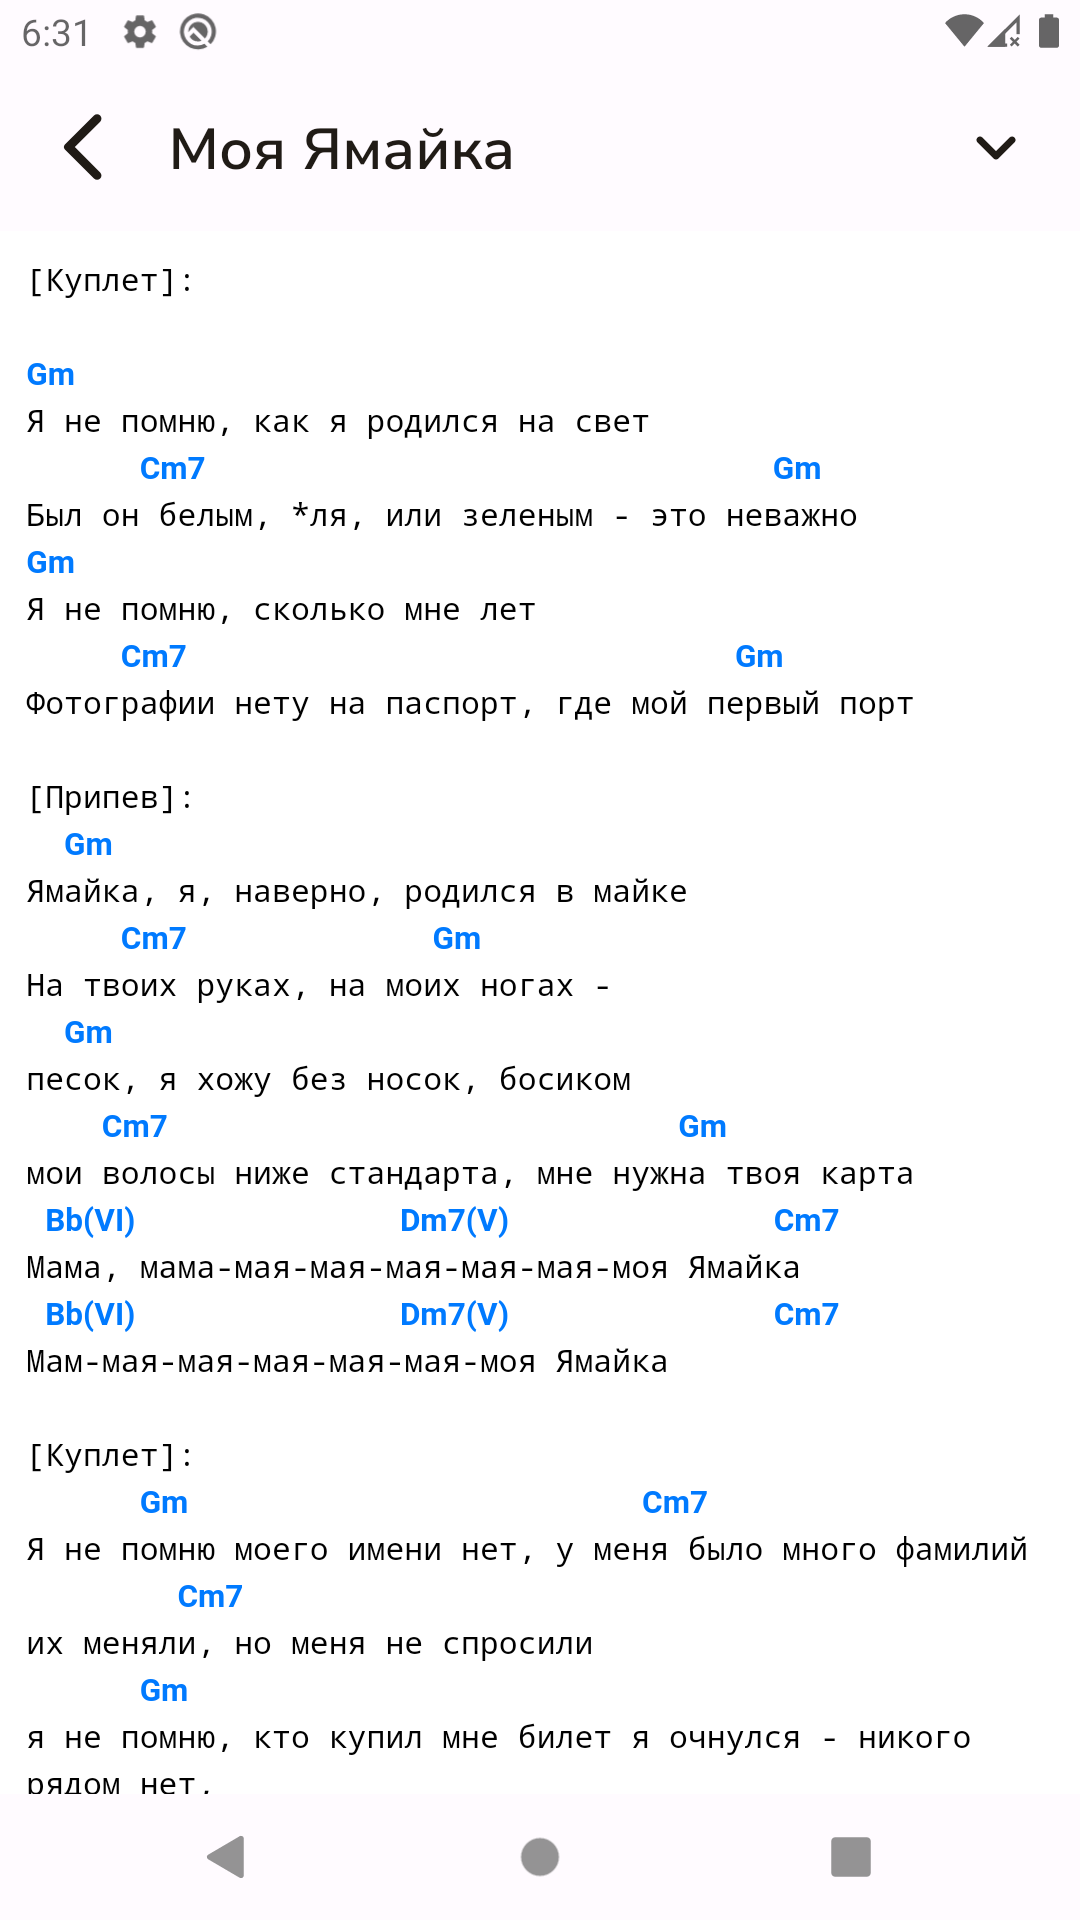 6:31
Моя Ямайка
[Куплет]:
Gm
Я не помню, как я родился на свет
Cm7 Gm
Был он белым, *ля, или зеленым - это неважно
Gm
Я не помню, сколько мне лет
Cm7 Gm
Фотографии нету на паспорт, где мой первый порт
[Припев]:
Gm
Ямайка, я, наверно, родился в майке
Cm7 Gm
На твоих руках, на моих ногах -
Gm
песок, я хожу без носок, босиком
Cm7 Gm
мои волосы ниже стандарта, мне нужна твоя карта
Bb(VI) Dm7(V) Cm7
Мама, мама-мая-мая-мая-мая-мая-моя Ямайка
Bb(VI) Dm7(V) Cm7
Мам-мая-мая-мая-мая-мая-моя Ямайка
[Куплет]:
Gm Cm7
Я не помню моего имени нет, у меня было много фамилий
Cm7
их меняли, но меня не спросили
Gm
я не помню, кто купил мне билет я очнулся - никого
рядом нет.